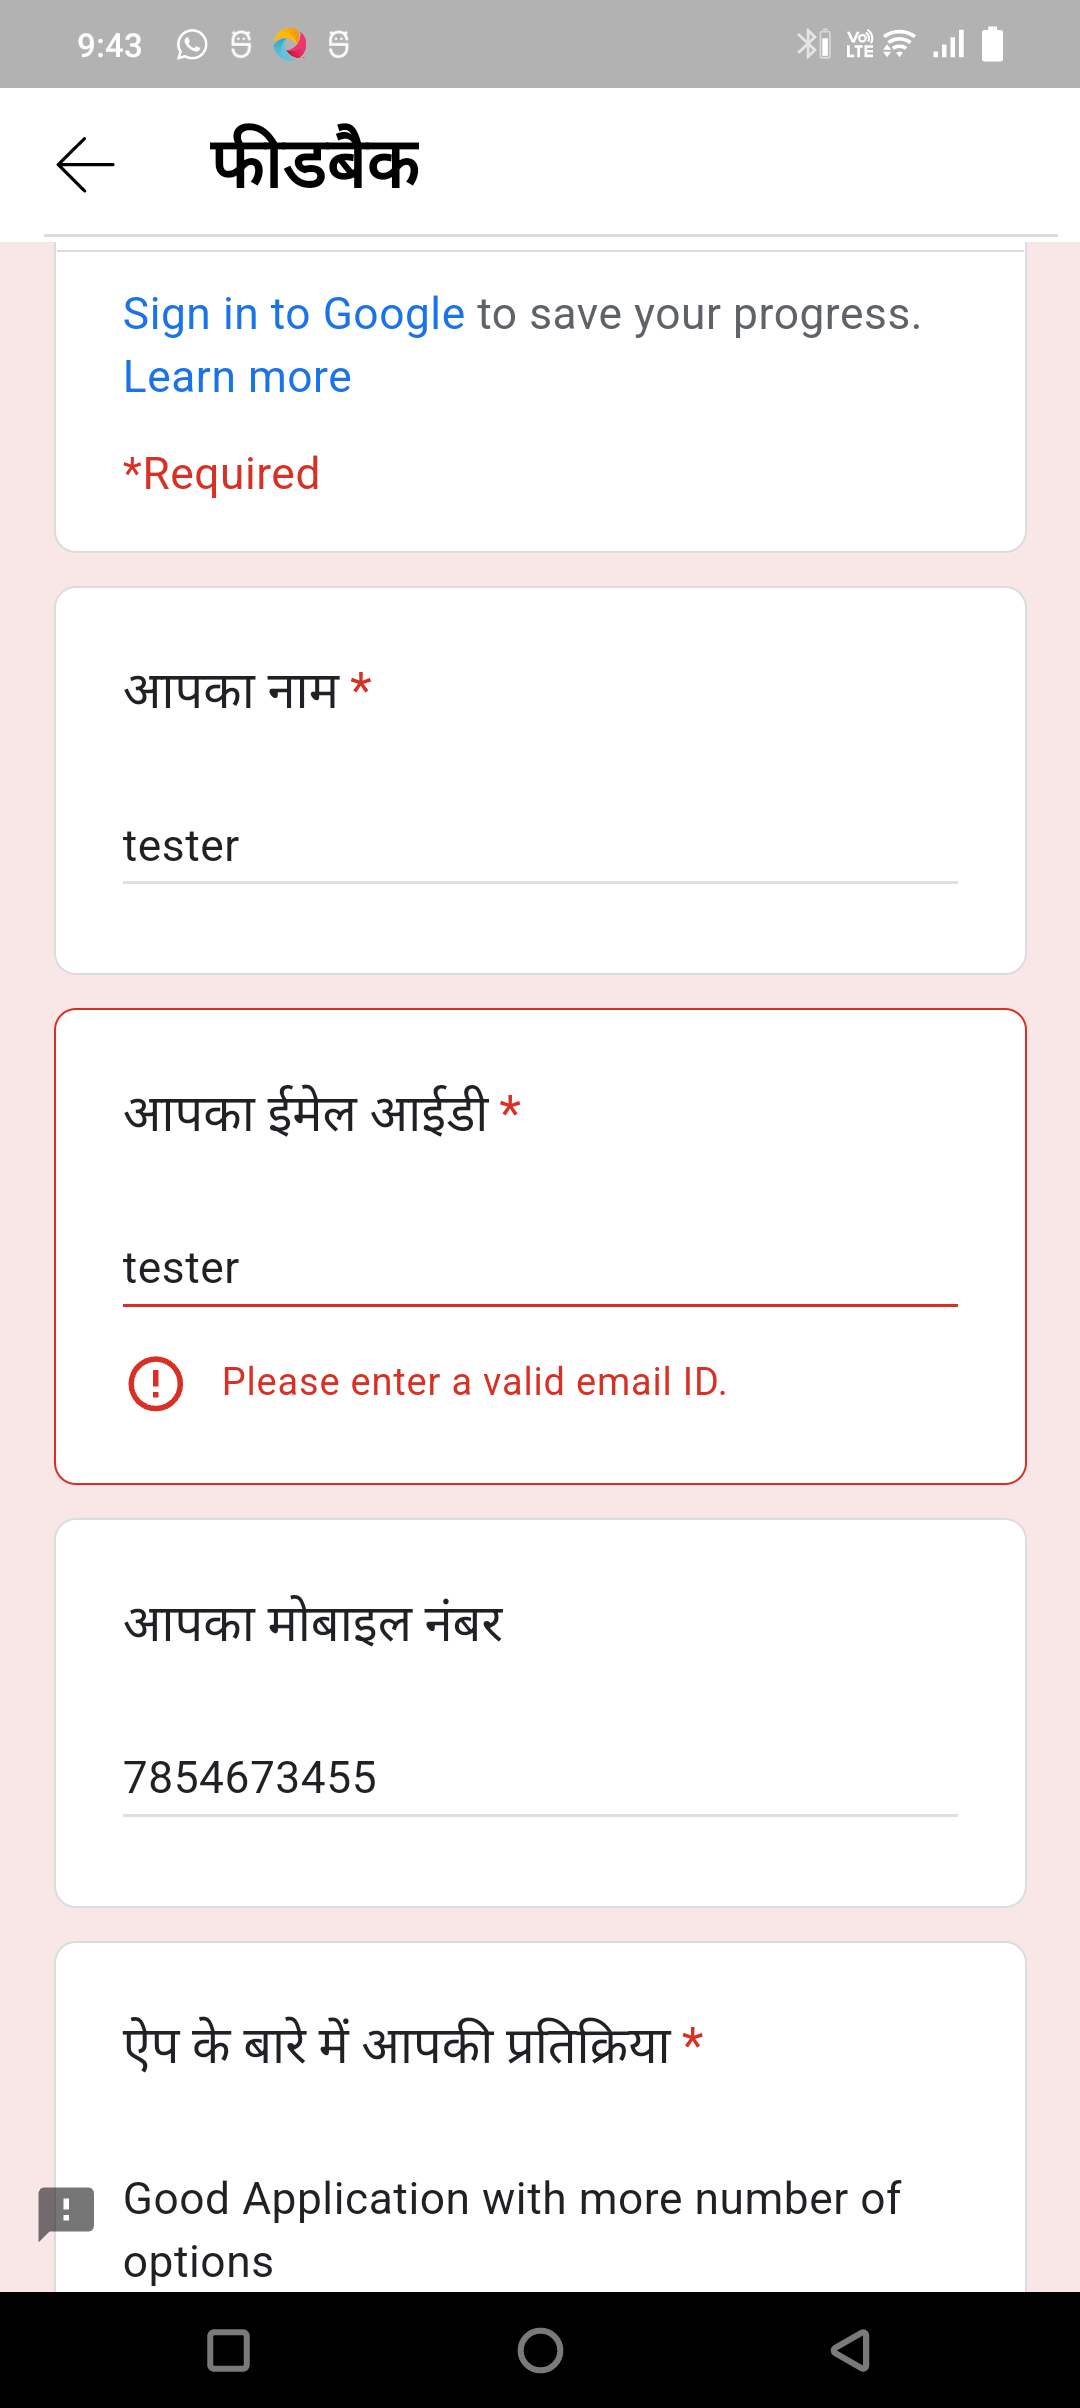 9:43
Vo) LTE
फीडबैक
Sign in to Google to save your progress.
Learn more
*Required
आपका नाम *
tester
आपका ईमेल आईडी *
tester
Please enter a valid email ID.
आपका मोबाइल नंबर
7854673455
ऐप के बारे में आपकी प्रतिक्रिया *
Good Application with more number of
options